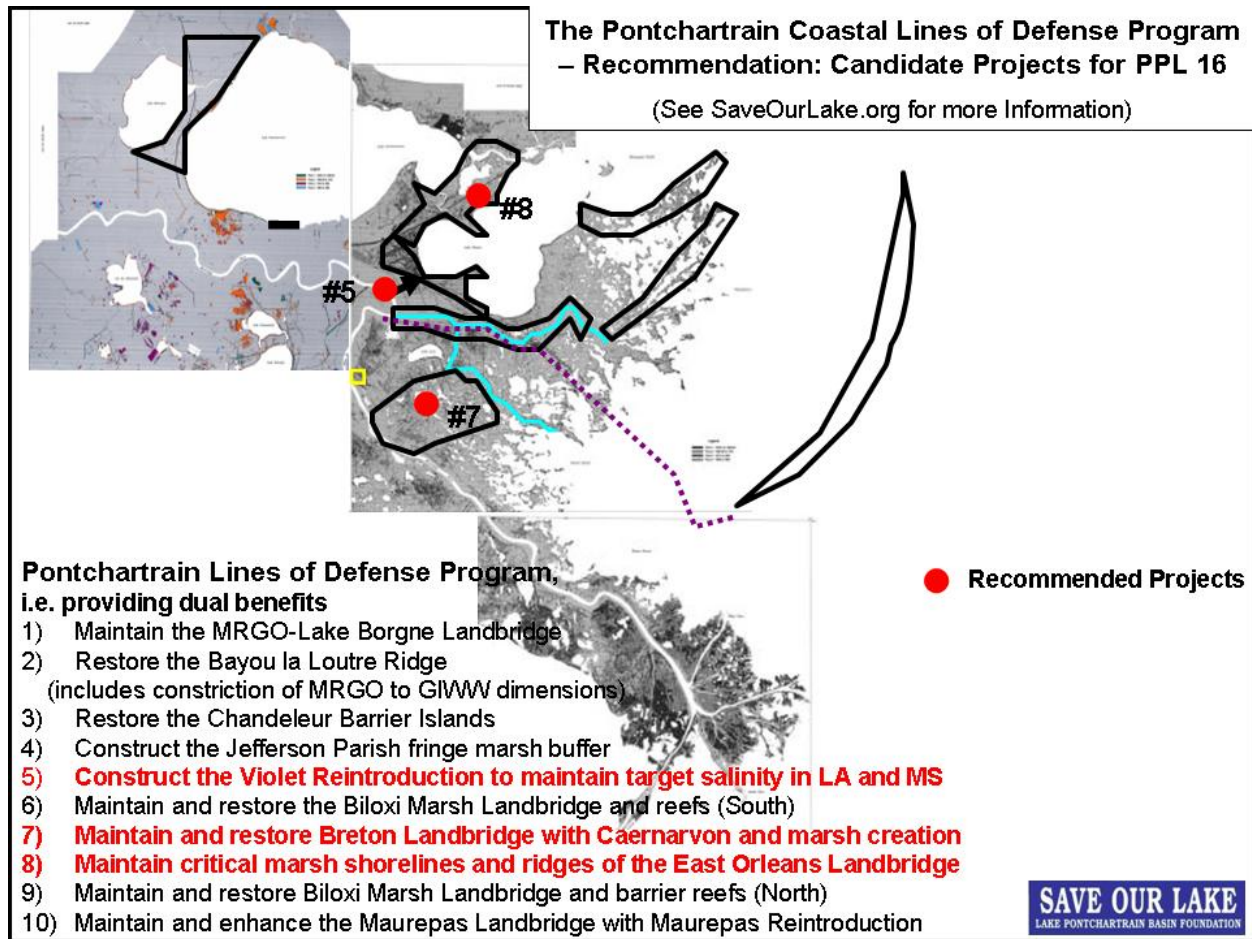 The Pontchartrain Coastal Lines of Defense Program
– Recommendation: Candidate Projects for PPL 16
(See SaveOurLake.org for more Information)
#8
#5
#7
Recommended Projects
Pontchartrain Lines of Defense Program,
i.e. providing dual benefits
1) Maintain the MRGO-Lake Borgne Landbridge
2) Restore the Bayou la Loutre Ridge
(includes constriction of MRGO to GIWW dimensions)
3) Restore the Chandeleur Barrier Islands
4) Construct the Jefferson Parish fringe marsh buffer
5) Construct the Violet Reintroduction to maintain target salinity in LA and MS
6) Maintain and restore the Biloxi Marsh Landbridge and reefs (South)
7) Maintain and restore Breton Landbridge with Caernarvon and marsh creation
8) Maintain critical marsh shorelines and ridges of the East Orleans Landbridge
9) Maintain and restore Biloxi Marsh Landbridge and barrier reefs (North)
10) Maintain and enhance the Maurepas Landbridge with Maurepas Reintroduction
SAVE OUR LAKE
LAKE PONTCHARTRAIN BASIN FOUNDATION